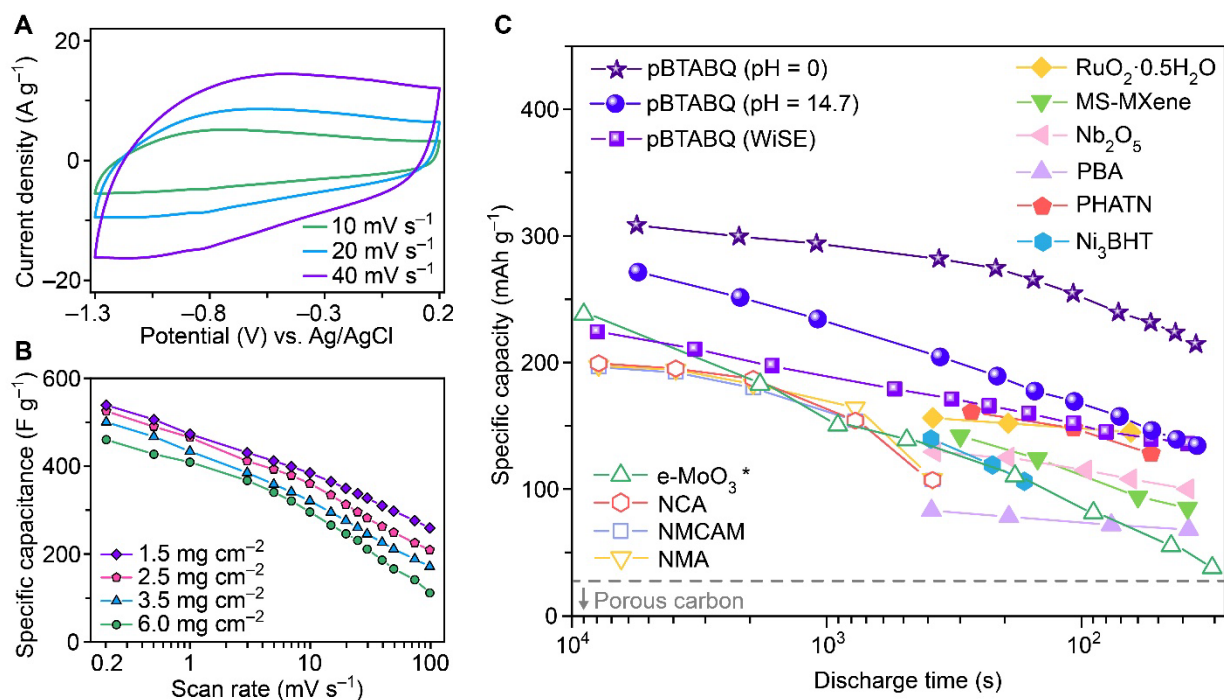 A
20
0
−20
Current density (A g⁻¹)
10 mV s⁻¹
20 mV s⁻¹
40 mV s⁻¹
−1.3
−0.8
−0.3
0.2
Potential (V) vs. Ag/AgCl
B
600
400
200
0
Specific capacitance (F g⁻¹)
1.5 mg cm⁻²
2.5 mg cm⁻²
3.5 mg cm⁻²
6.0 mg cm⁻²
0.2
1
10
100
Scan rate (mV s⁻¹)
C
400
300
200
100
0
Specific capacity (mAh g⁻¹)
pBTABQ (pH = 0)
pBTABQ (pH = 14.7)
pBTABQ (WiSE)
RuO₂·0.5H₂O
MS-MXene
Nb₂O₅
PBA
PHATN
Ni₃BHT
e-MoO₃*
NCA
NMCAM
NMA
Porous carbon
10⁴
10³
10²
Discharge time (s)